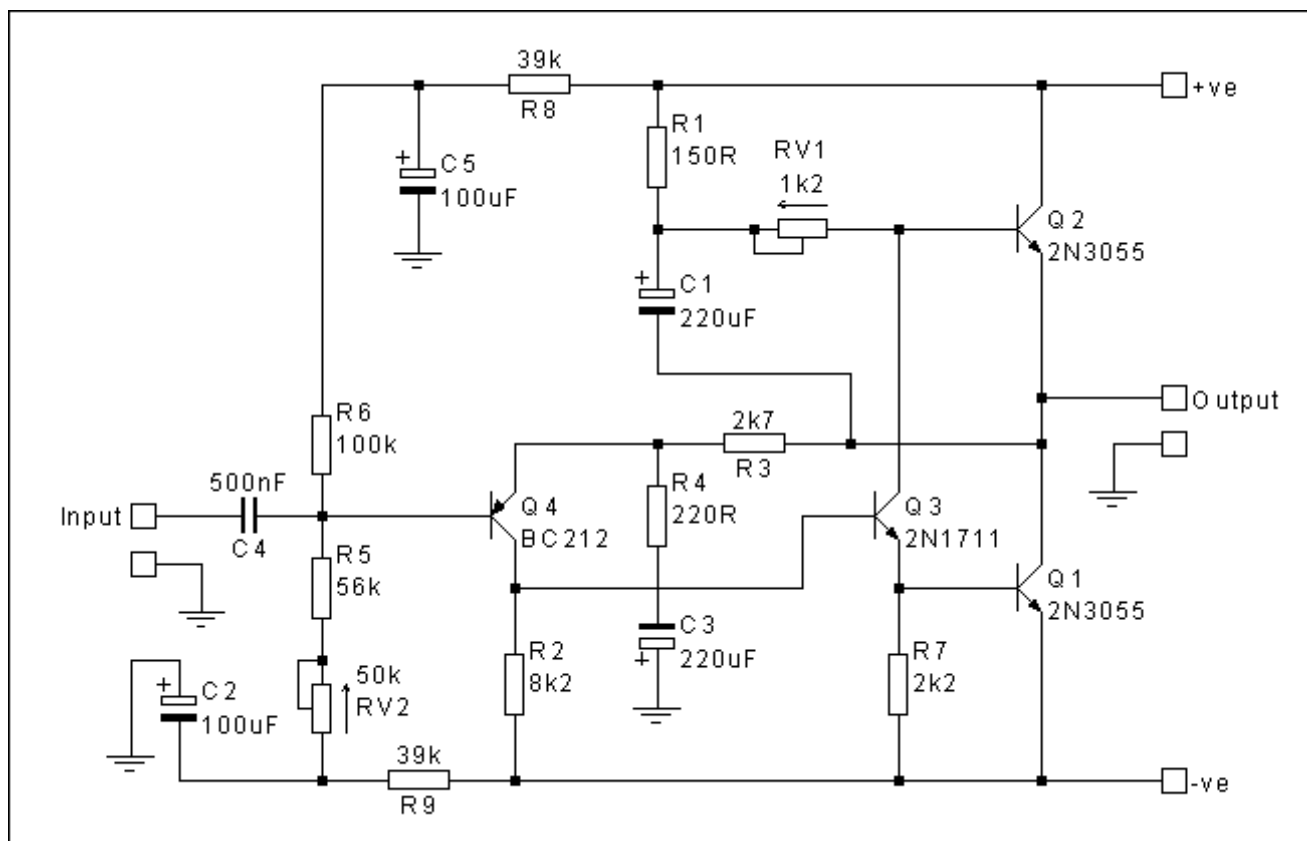 39k
R8
+ve
R1
150R
RV1
1k2
+
C5
100uF
Q2
2N3055
+
C1
220uF
R6
100k
2k7
R3
Output
500nF
Input
C4
Q4
BC212
R4
220R
Q3
2N1711
R5
56k
Q1
2N3055
C3
220uF
+
R2
8k2
R7
2k2
50k
RV2
+
C2
100uF
39k
R9
-ve